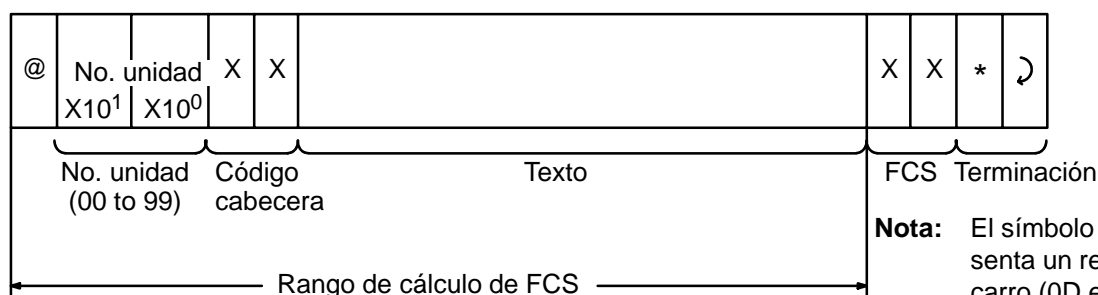 @ No. unidad X X X X * ⤸
X10¹ X10⁰
No. unidad Código Texto FCS Terminación
(00 to 99) cabecera
Nota: El símbolo
senta un re
Rango de cálculo de FCS carro (0D e